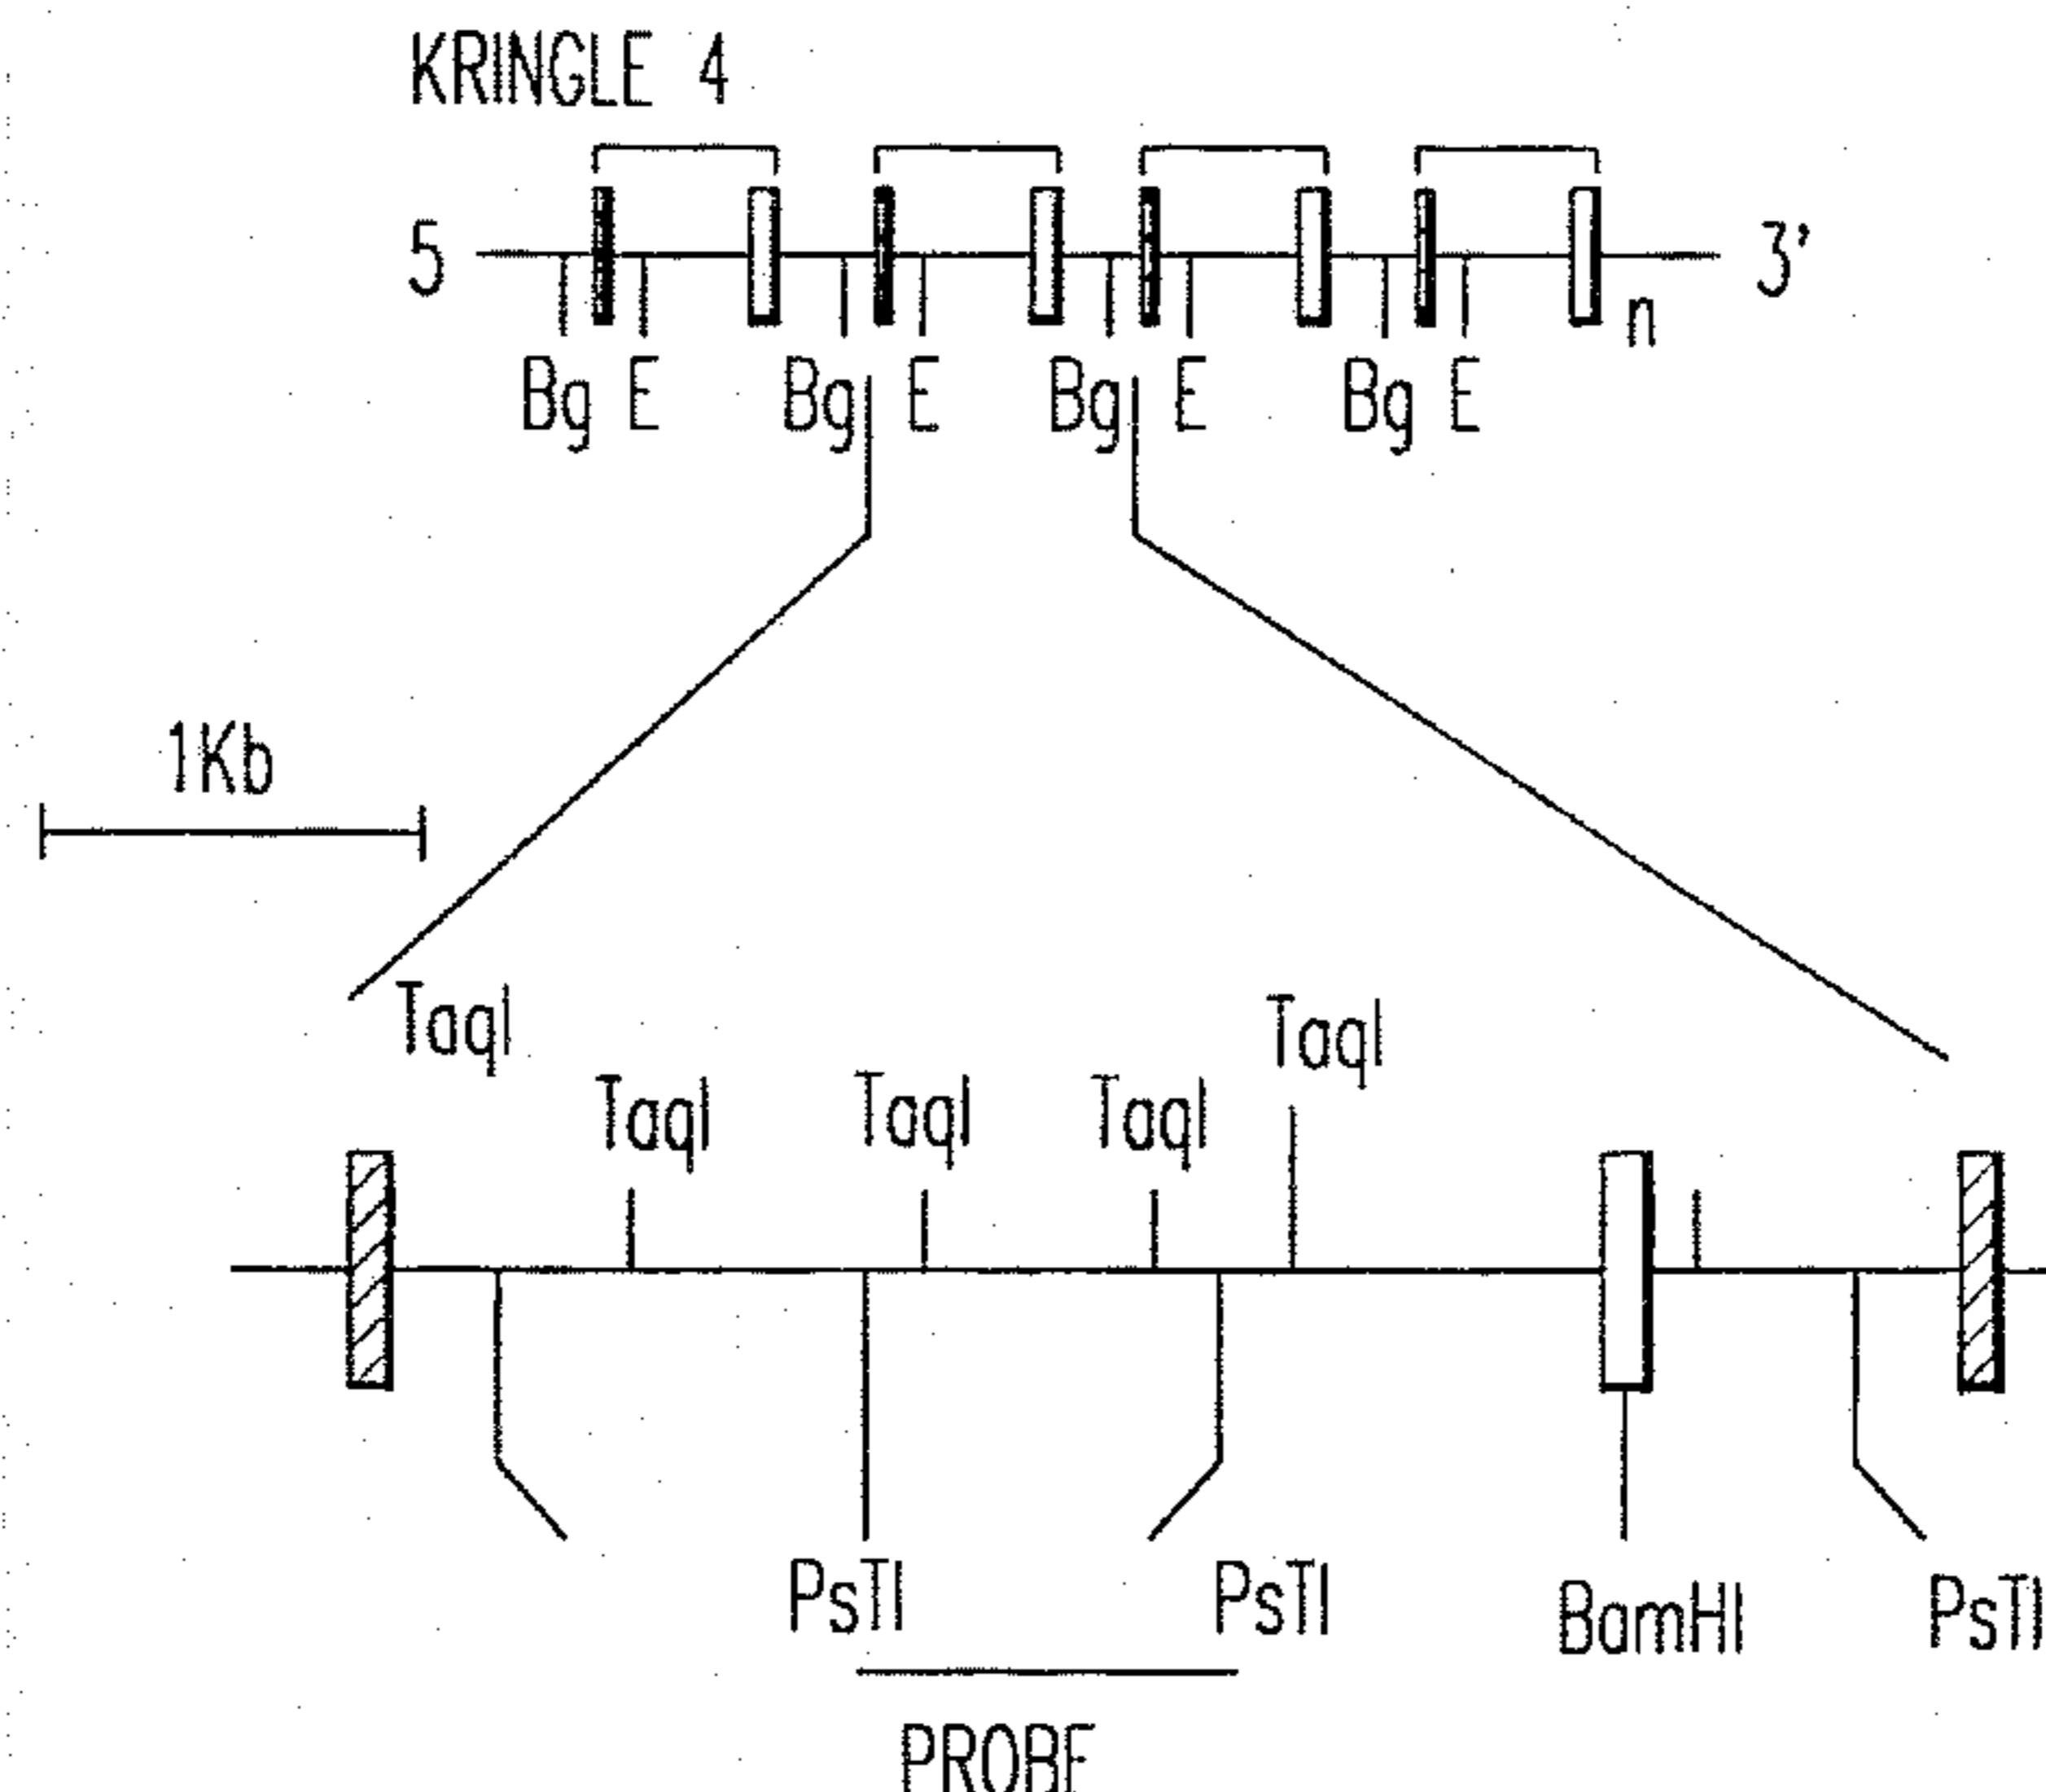 KRINGLE 4
5 3'
n
Bg E Bg E Bg E Bg E
1Kb
TaqI TaqI
TaqI TaqI TaqI
PsTI PsTI BamHI PsTI
PROBE